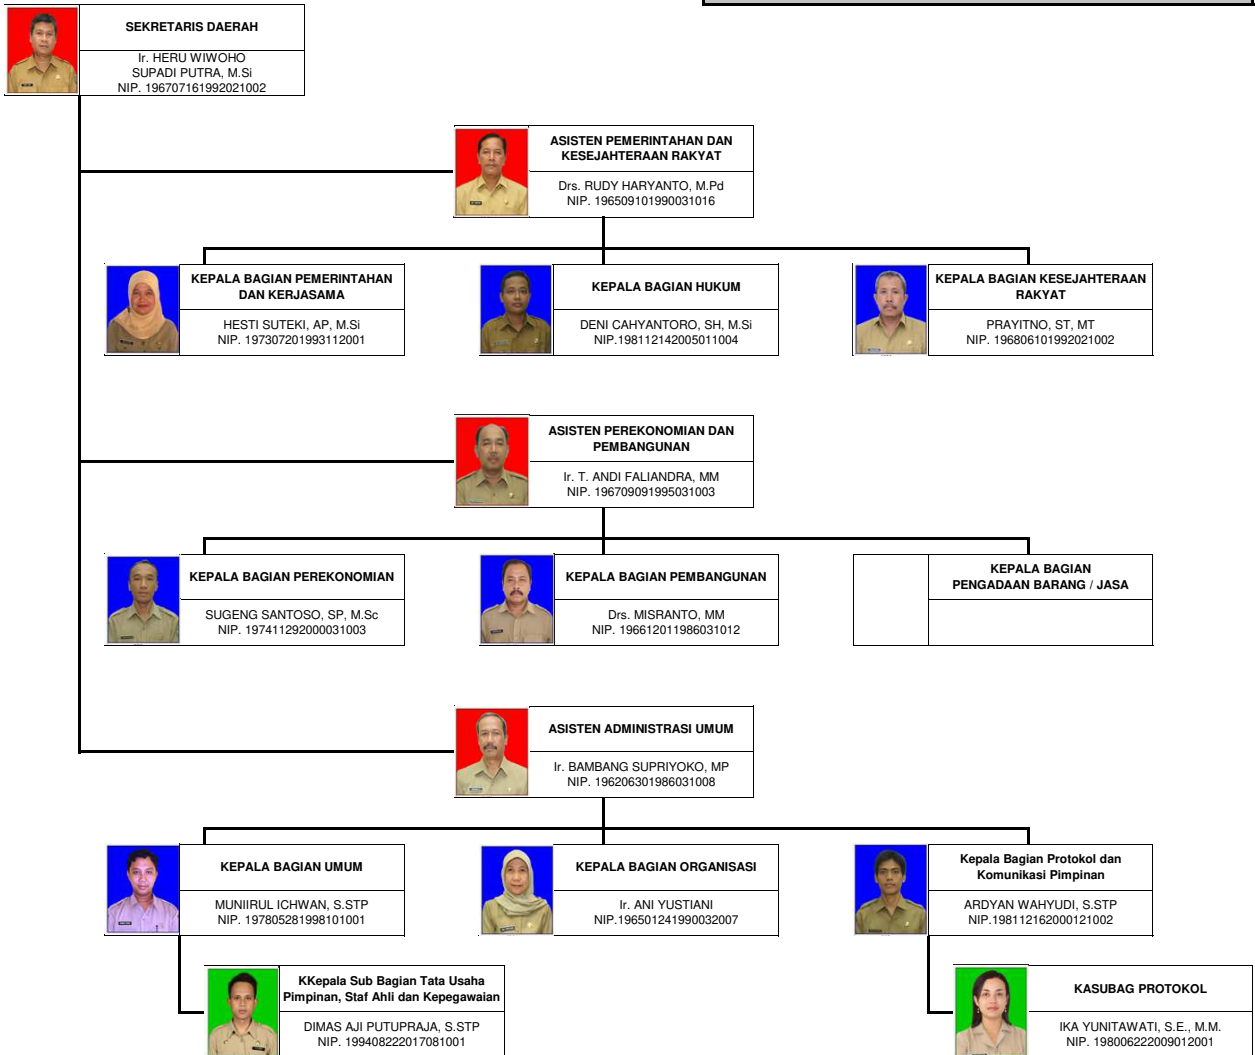 SEKRETARIS DAERAH
Ir. HERU WIWOHO
SUPADI PUTRA, M.Si
NIP. 196707161992021002
ASISTEN PEMERINTAHAN DAN
KESEJAHTERAAN RAKYAT
Drs. RUDY HARYANTO, M.Pd
NIP. 196509101990031016
KEPALA BAGIAN PEMERINTAHAN
DAN KERJASAMA
HESTI SUTEKI, AP, M.Si
NIP. 197307201993112001
KEPALA BAGIAN HUKUM
DENI CAHYANTORO, SH, M.Si
NIP.198112142005011004
KEPALA BAGIAN KESEJAHTERAAN
RAKYAT
PRAYITNO, ST, MT
NIP. 196806101992021002
ASISTEN PEREKONOMIAN DAN
PEMBANGUNAN
Ir. T. ANDI FALIANDRA, MM
NIP. 196709091995031003
KEPALA BAGIAN PEREKONOMIAN
SUGENG SANTOSO, SP, M.Sc
NIP. 197411292000031003
KEPALA BAGIAN PEMBANGUNAN
Drs. MISRANTO, MM
NIP. 196612011986031012
KEPALA BAGIAN
PENGADAAN BARANG / JASA
ASISTEN ADMINISTRASI UMUM
Ir. BAMBANG SUPRIYOKO, MP
NIP. 196206301986031008
KEPALA BAGIAN UMUM
MUNIIRUL ICHWAN, S.STP
NIP. 197805281998101001
KEPALA BAGIAN ORGANISASI
Ir. ANI YUSTIANI
NIP.196501241990032007
Kepala Bagian Protokol dan
Komunikasi Pimpinan
ARDYAN WAHYUDI, S.STP
NIP.198112162000121002
KKepala Sub Bagian Tata Usaha
Pimpinan, Staf Ahli dan Kepegawaian
DIMAS AJI PUTUPRAJA, S.STP
NIP. 199408222017081001
KASUBAG PROTOKOL
IKA YUNITAWATI, S.E., M.M.
NIP. 198006222009012001